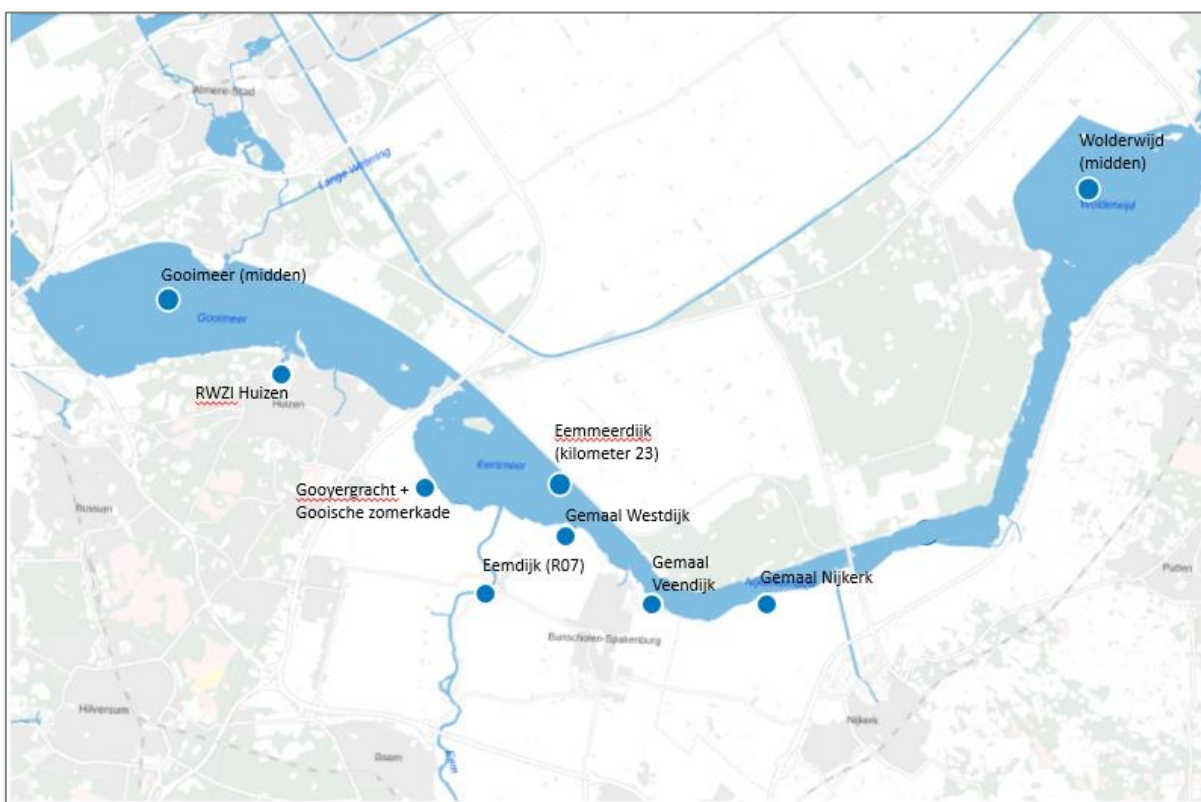 Almere-Stad
Lange Wetering
Wolderwijd
(midden)
Wolderwijd
Gooimeer (midden)
Gooimeer
RWZI Huizen
Huizen
Eemmeerdijk
(kilometer 23)
Eemmeer
Gooyergracht +
Gooische zomerkade
Bussum
Gemaal Westdijk
Eemdijk (R07)
Gemaal
Veendijk
Gemaal Nijkerk
Putten
Bunschoten-Spakenburg
Hilversum
Nijkerk
Baarn
Eem